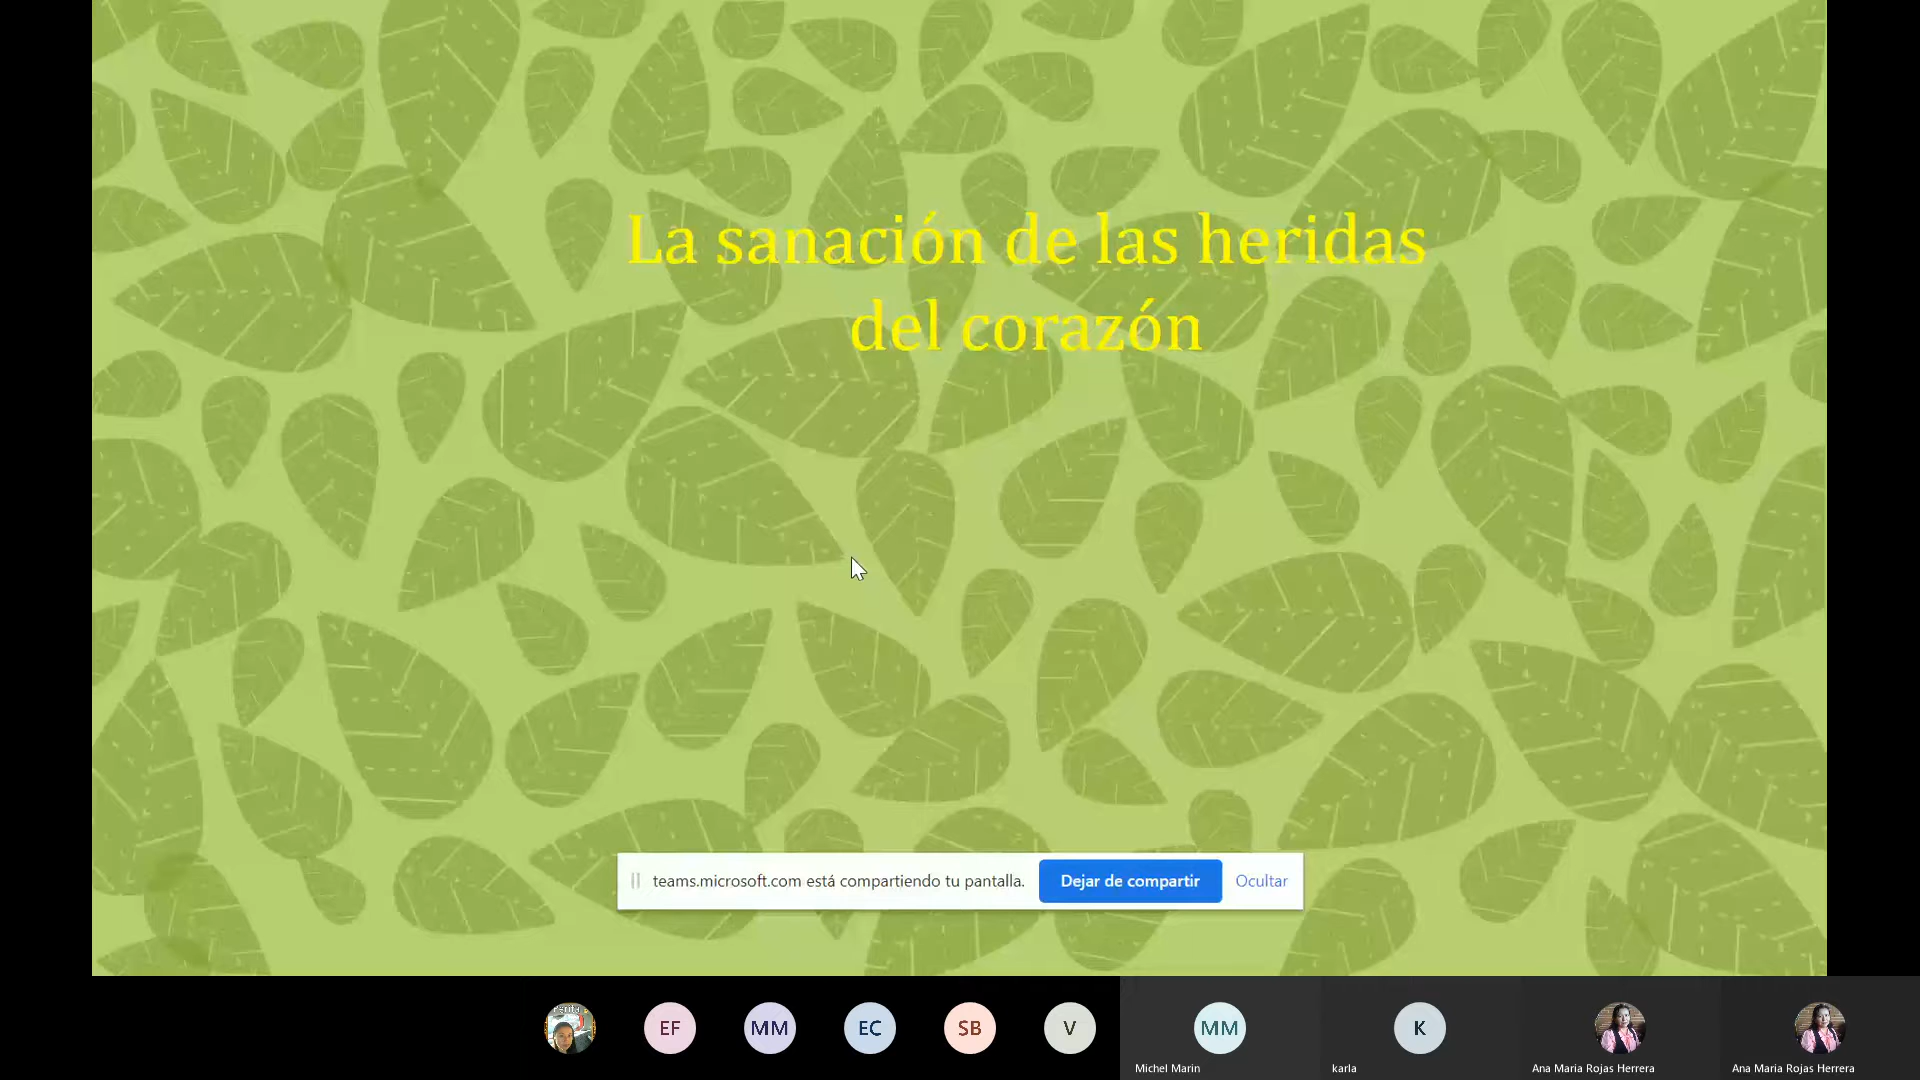 La sanación de las heridas
del corazón
teams.microsoft.com está compartiendo tu pantalla.
Dejar de compartir
Ocultar
EF
MM
EC
SB
V
MM
K
Michel Marin
karla
Ana Maria Rojas Herrera
Ana Maria Rojas Herrera